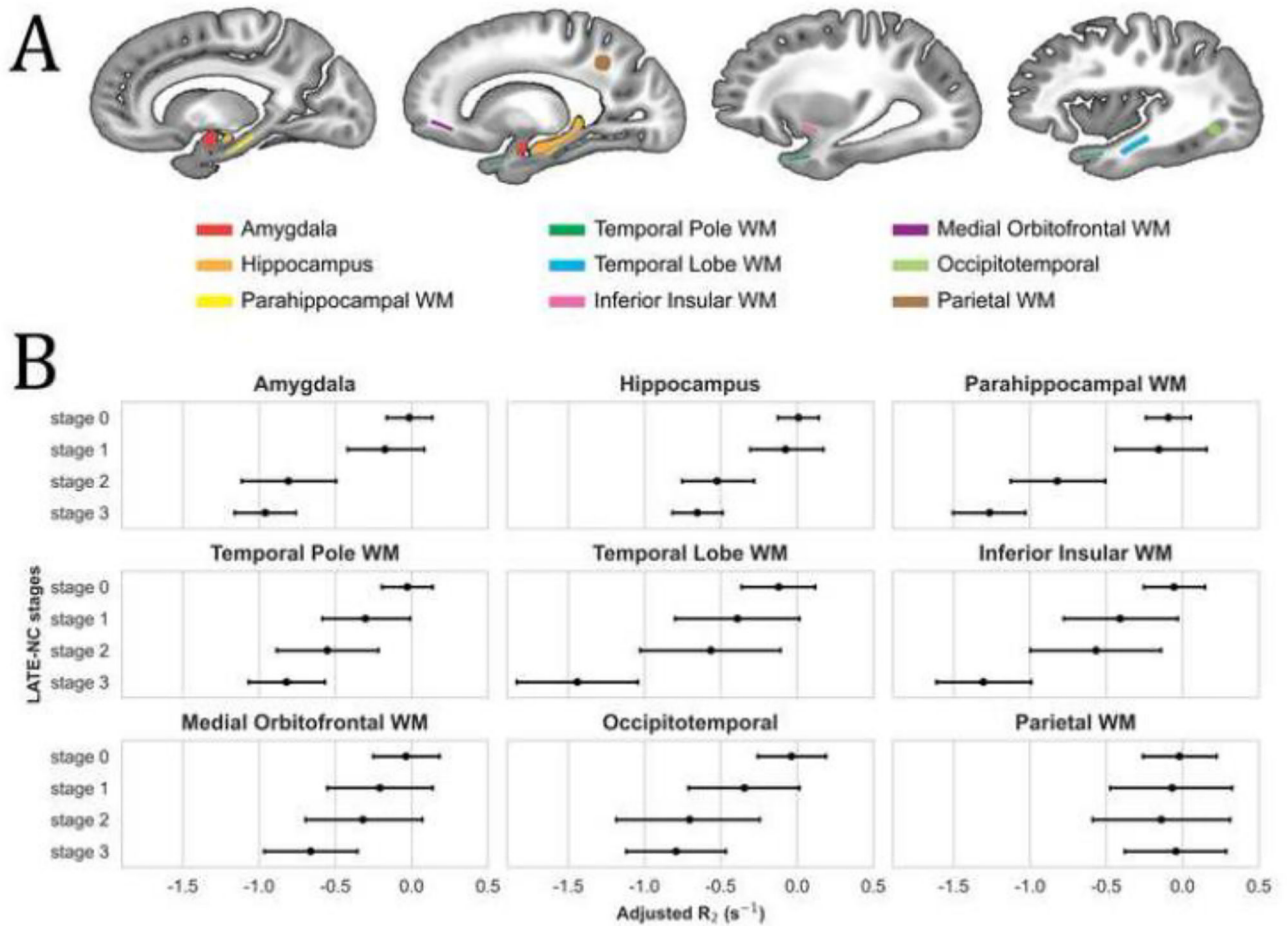 A
Amygdala
Temporal Pole WM
Medial Orbitofrontal WM
Hippocampus
Temporal Lobe WM
Occipitotemporal
Parahippocampal WM
Inferior Insular WM
Parietal WM
B
Amygdala
Hippocampus
Parahippocampal WM
stage 0
stage 1
stage 2
stage 3
Temporal Pole WM
Temporal Lobe WM
Inferior Insular WM
LATE-NC stages
stage 0
stage 1
stage 2
stage 3
Medial Orbitofrontal WM
Occipitotemporal
Parietal WM
stage 0
stage 1
stage 2
stage 3
-1.5 -1.0 -0.5 0.0 0.5
-1.5 -1.0 -0.5 0.0 0.5
-1.5 -1.0 -0.5 0.0 0.5
Adjusted R₂ (s⁻¹)